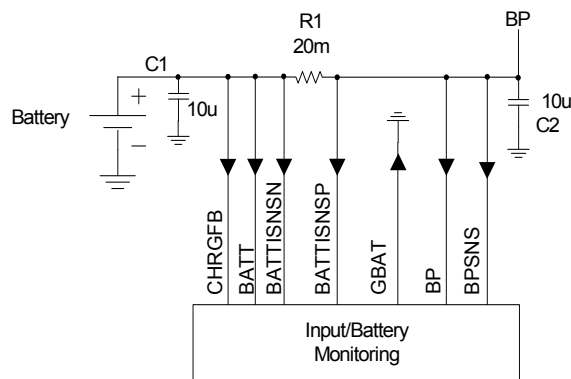 BP
R1
20m
C1
10u
10u
C2
Battery
+
−
CHRGFB
BATT
BATTISNSN
BATTISNSP
GBAT
BP
BPSNS
Input/Battery
Monitoring